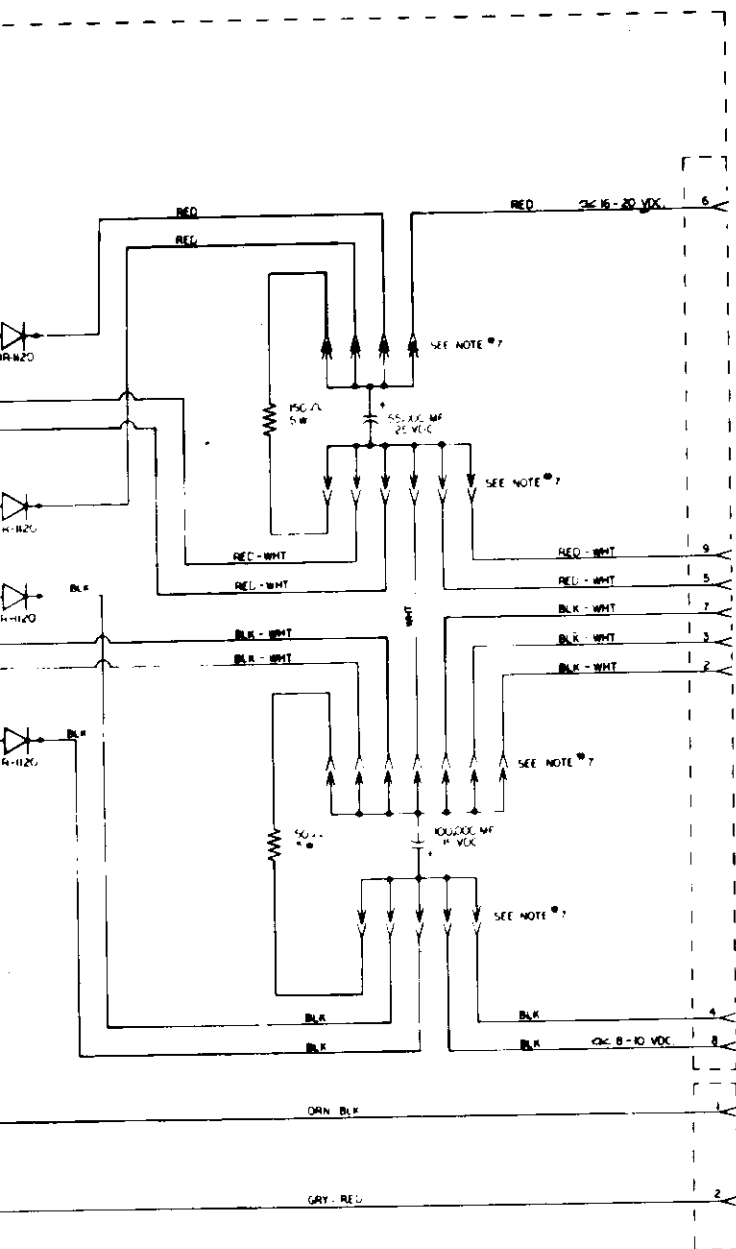 RED
RED
RED
16 - 20 VDC.
6
SEE NOTE #7
150 Ω
5 W
MF
25 VDC
SEE NOTE #7
RED - WHT
RED - WHT
9
RED - WHT
RED - WHT
5
BLK
BLK - WHT
7
WHT
BLK - WHT
BLK - WHT
3
BLK - WHT
BLK - WHT
2
BLK
R-1120
SEE NOTE #7
100,000 MF
VDC
SEE NOTE #7
BLK
BLK
4
BLK
BLK
8 - 10 VDC.
8
ORN BLK
1
GRY - RED
2